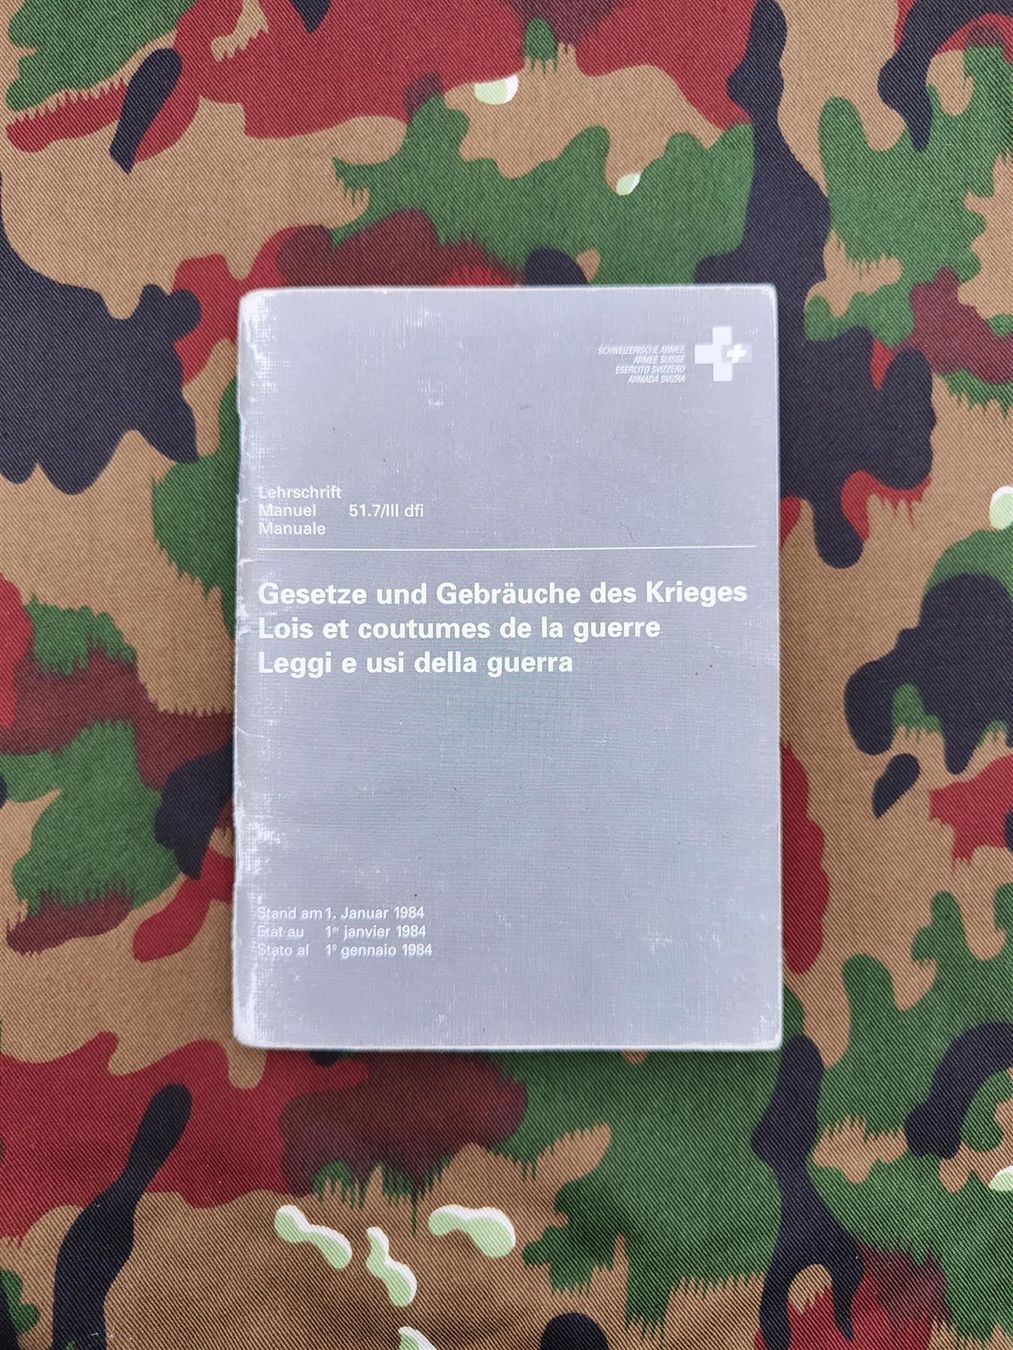 SCHWEIZERISCHE ARMEE
ARMEE SUISSE
ESERCITO SVIZZERO
ARMADA SVIZRA
Lehrschrift
Manuel 51.7/III dfi
Manuale
Gesetze und Gebräuche des Krieges
Lois et coutumes de la guerre
Leggi e usi della guerra
Stand am 1. Januar 1984
Etat au 1er janvier 1984
Stato al 1º gennaio 1984